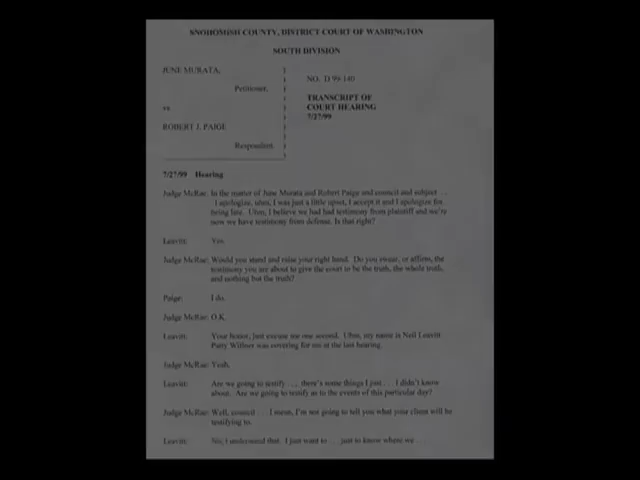 SNOHOMISH COUNTY, DISTRICT COURT OF WASHINGTON
SOUTH DIVISION
JUNE MURATA,
Petitioner,
vs
ROBERT J. PAIGE
Respondent.
NO. D 99-140
TRANSCRIPT OF
COURT HEARING
7/27/99
7/27/99 Hearing
Judge McRae: In the matter of June Murata and Robert Paige and council and subject . .
I apologize, uhm, I was just a little upset, I accept it and I apologize for
being late. Uhm, I believe we had had testimony from plaintiff and we're
now we have testimony from defense. Is that right?
Leavitt: Yes.
Judge McRae: Would you stand and raise your right hand. Do you swear, or affirm, the
testimony you are about to give the court to be the truth, the whole truth,
and nothing but the truth?
Paige: I do.
Judge McRae: O.K.
Leavitt: Your honor, just excuse me one second. Uhm, my name is Neil Leavitt
Patty was covering for me at the last hearing.
Judge McRae: Yeah.
Leavitt: Are we going to testify . . . there's some things I just . . I didn't know
about. Are we going to testify as to the events of this particular day?
Judge McRae: Well, council . . . I mean, I'm not going to tell you what your client will be
testifying to.
Leavitt: No, I understand that. I just want to . . . just to know where we . . .